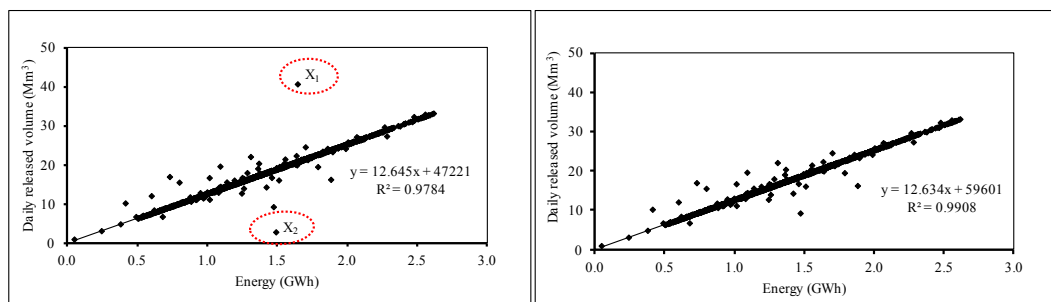 50
40
30
20
10
0
Daily released volume (Mm³)
X₁
X₂
y = 12.645x + 47221
R² = 0.9784
0.0 0.5 1.0 1.5 2.0 2.5 3.0
Energy (GWh)
50
40
30
20
10
0
Daily released volume (Mm³)
y = 12.634x + 59601
R² = 0.9908
0.0 0.5 1.0 1.5 2.0 2.5 3.0
Energy (GWh)